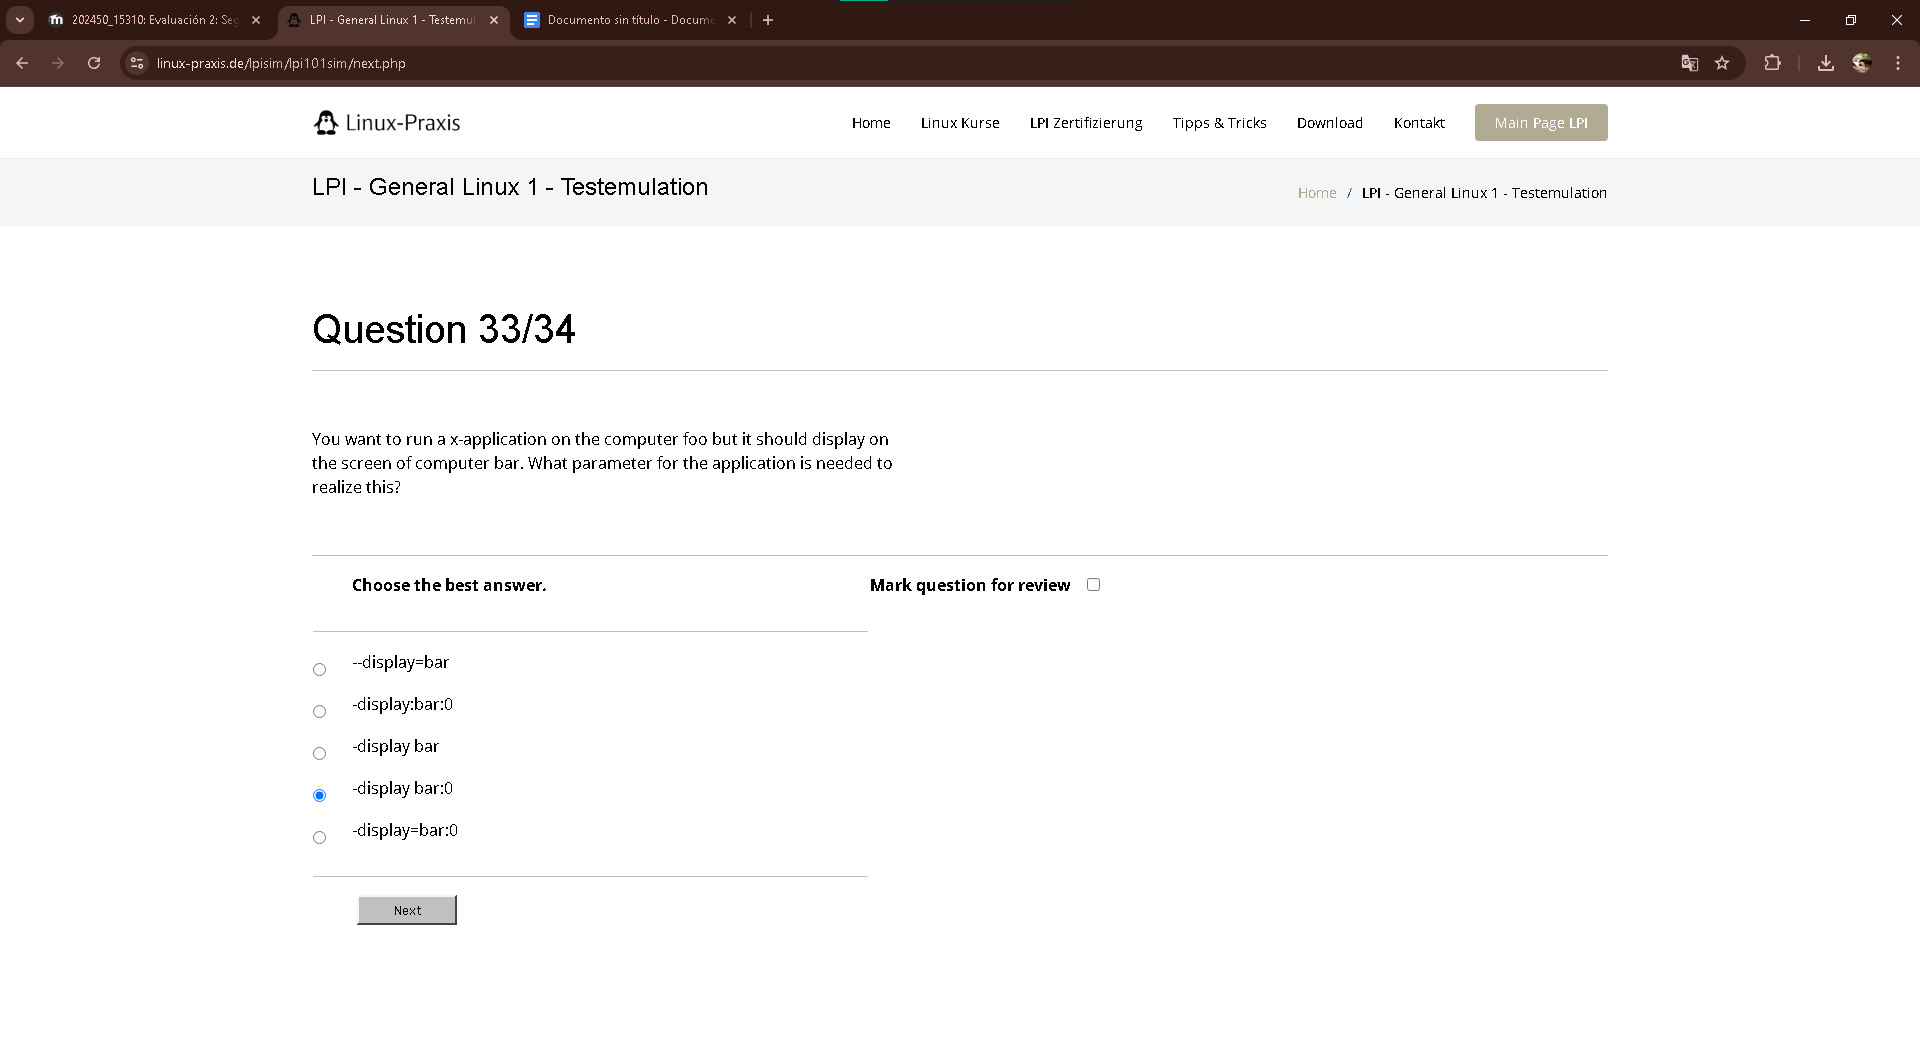 202450_15310: Evaluación 2: Seg
LPI - General Linux 1 - Testemul
Documento sin título - Docume
linux-praxis.de/lpisim/lpi101sim/next.php
Linux-Praxis
Home
Linux Kurse
LPI Zertifizierung
Tipps & Tricks
Download
Kontakt
Main Page LPI
LPI - General Linux 1 - Testemulation
Home / LPI - General Linux 1 - Testemulation
Question 33/34
You want to run a x-application on the computer foo but it should display on
the screen of computer bar. What parameter for the application is needed to
realize this?
Choose the best answer.
Mark question for review
--display=bar
-display:bar:0
-display bar
-display bar:0
-display=bar:0
Next